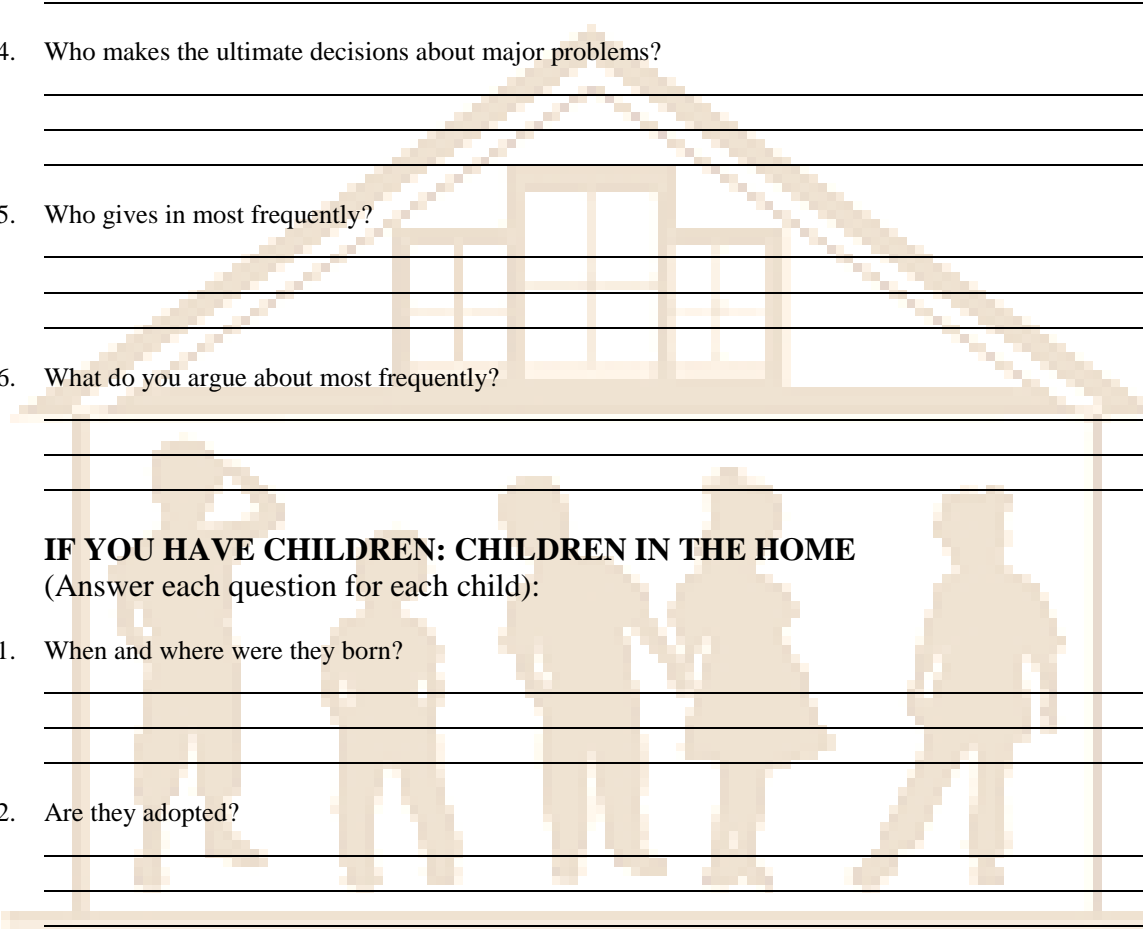 4. Who makes the ultimate decisions about major problems?
5. Who gives in most frequently?
6. What do you argue about most frequently?
IF YOU HAVE CHILDREN: CHILDREN IN THE HOME
(Answer each question for each child):
1. When and where were they born?
2. Are they adopted?